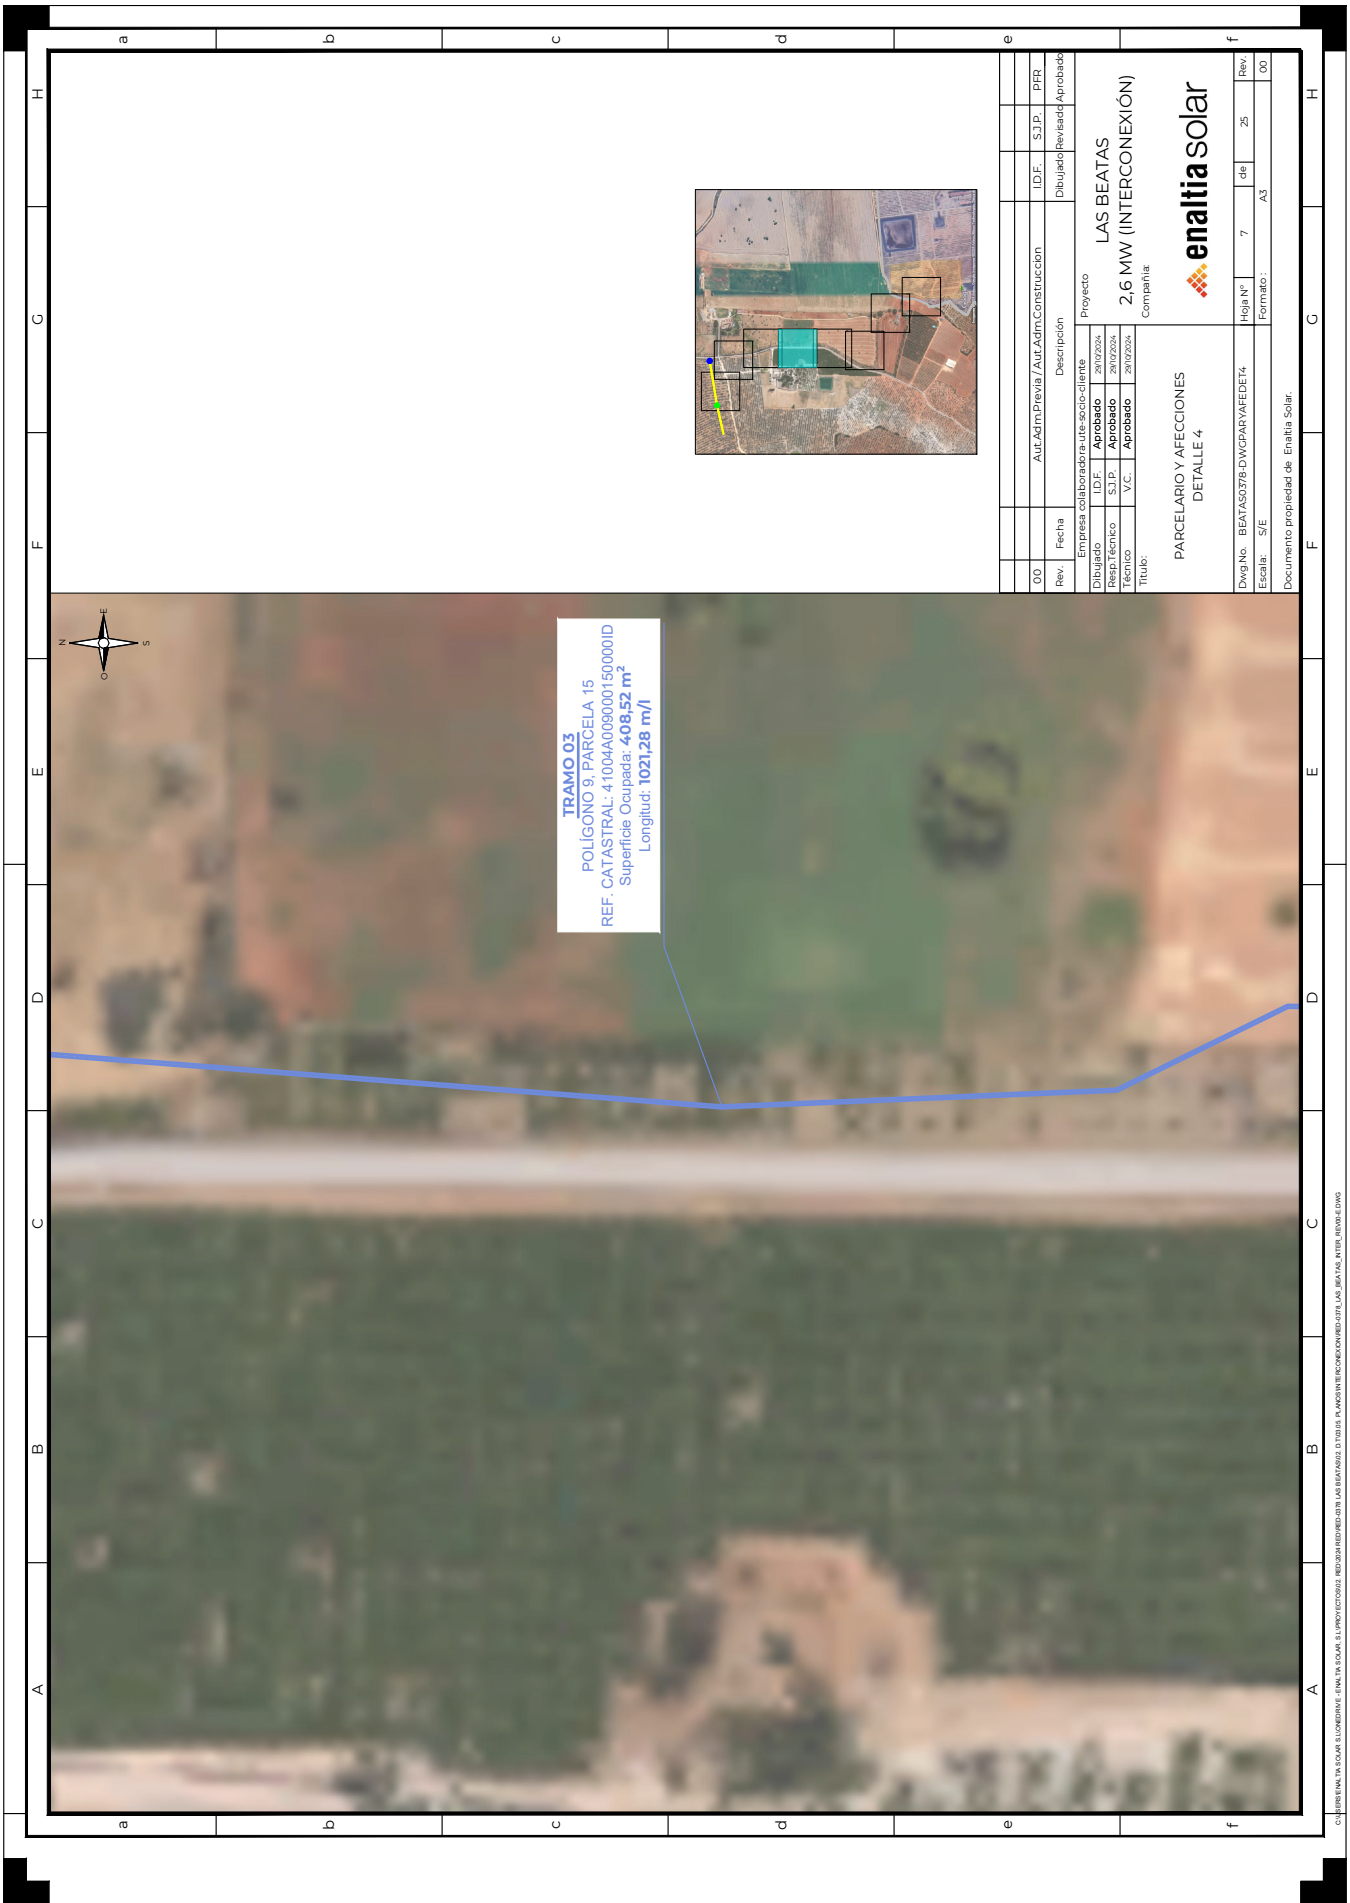 TRAMO 03
POLÍGONO 9, PARCELA 15
REF. CATASTRAL: 41004A009000150000ID
Superficie Ocupada: 408,52 m²
Longitud: 1021,28 m/l
N
E
S
O
00 Aut.Adm.Previa / Aut.Adm.Construccion I.D.F. S.J.P. PFR
Rev. Fecha Descripción Dibujado Revisado Aprobado
Empresa colaboradora-ute-socio-cliente
Dibujado I.D.F. Aprobado 29/10/2024
Resp.Técnico S.J.P. Aprobado 29/10/2024
Técnico V.C. Aprobado 29/10/2024
Proyecto
LAS BEATAS
2,6 MW (INTERCONEXIÓN)
Título:
PARCELARIO Y AFECCIONES
DETALLE 4
Compañia:
enaltia solar
Dwg.No. BEATAS0378-DWGPARYAFEDET4 Hoja Nº 7 de 25 Rev.
Escala: S/E Formato : A3 00
Documento propiedad de Enaltia Solar.
A B C D E F G H
A B C D E F G H
a b c d e f
a b c d e f